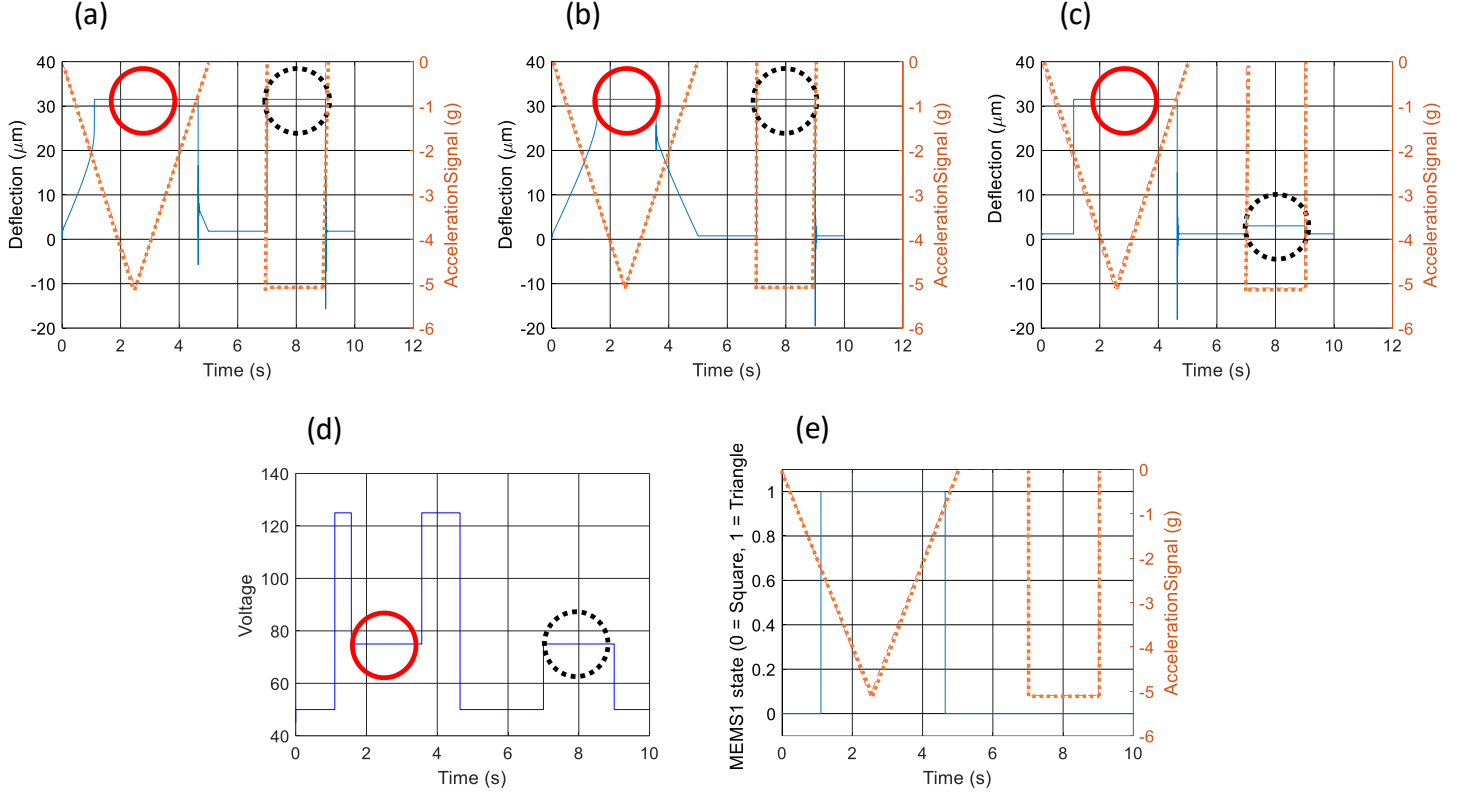 (a)
(b)
(c)
40
30
20
10
0
-10
-20
Deflection (μm)
0 2 4 6 8 10 12
Time (s)
0
-1
-2
-3
-4
-5
-6
AccelerationSignal (g)
40
30
20
10
0
-10
-20
Deflection (μm)
0 2 4 6 8 10 12
Time (s)
0
-1
-2
-3
-4
-5
-6
AccelerationSignal (g)
40
30
20
10
0
-10
-20
Deflection (μm)
0 2 4 6 8 10 12
Time (s)
0
-1
-2
-3
-4
-5
-6
AccelerationSignal (g)
(d)
(e)
140
120
100
80
60
40
Voltage
0 2 4 6 8 10
Time (s)
MEMS1 state (0 = Square, 1 = Triangle
1
0.8
0.6
0.4
0.2
0
0 2 4 6 8 10
Time (s)
0
-1
-2
-3
-4
-5
-6
AccelerationSignal (g)